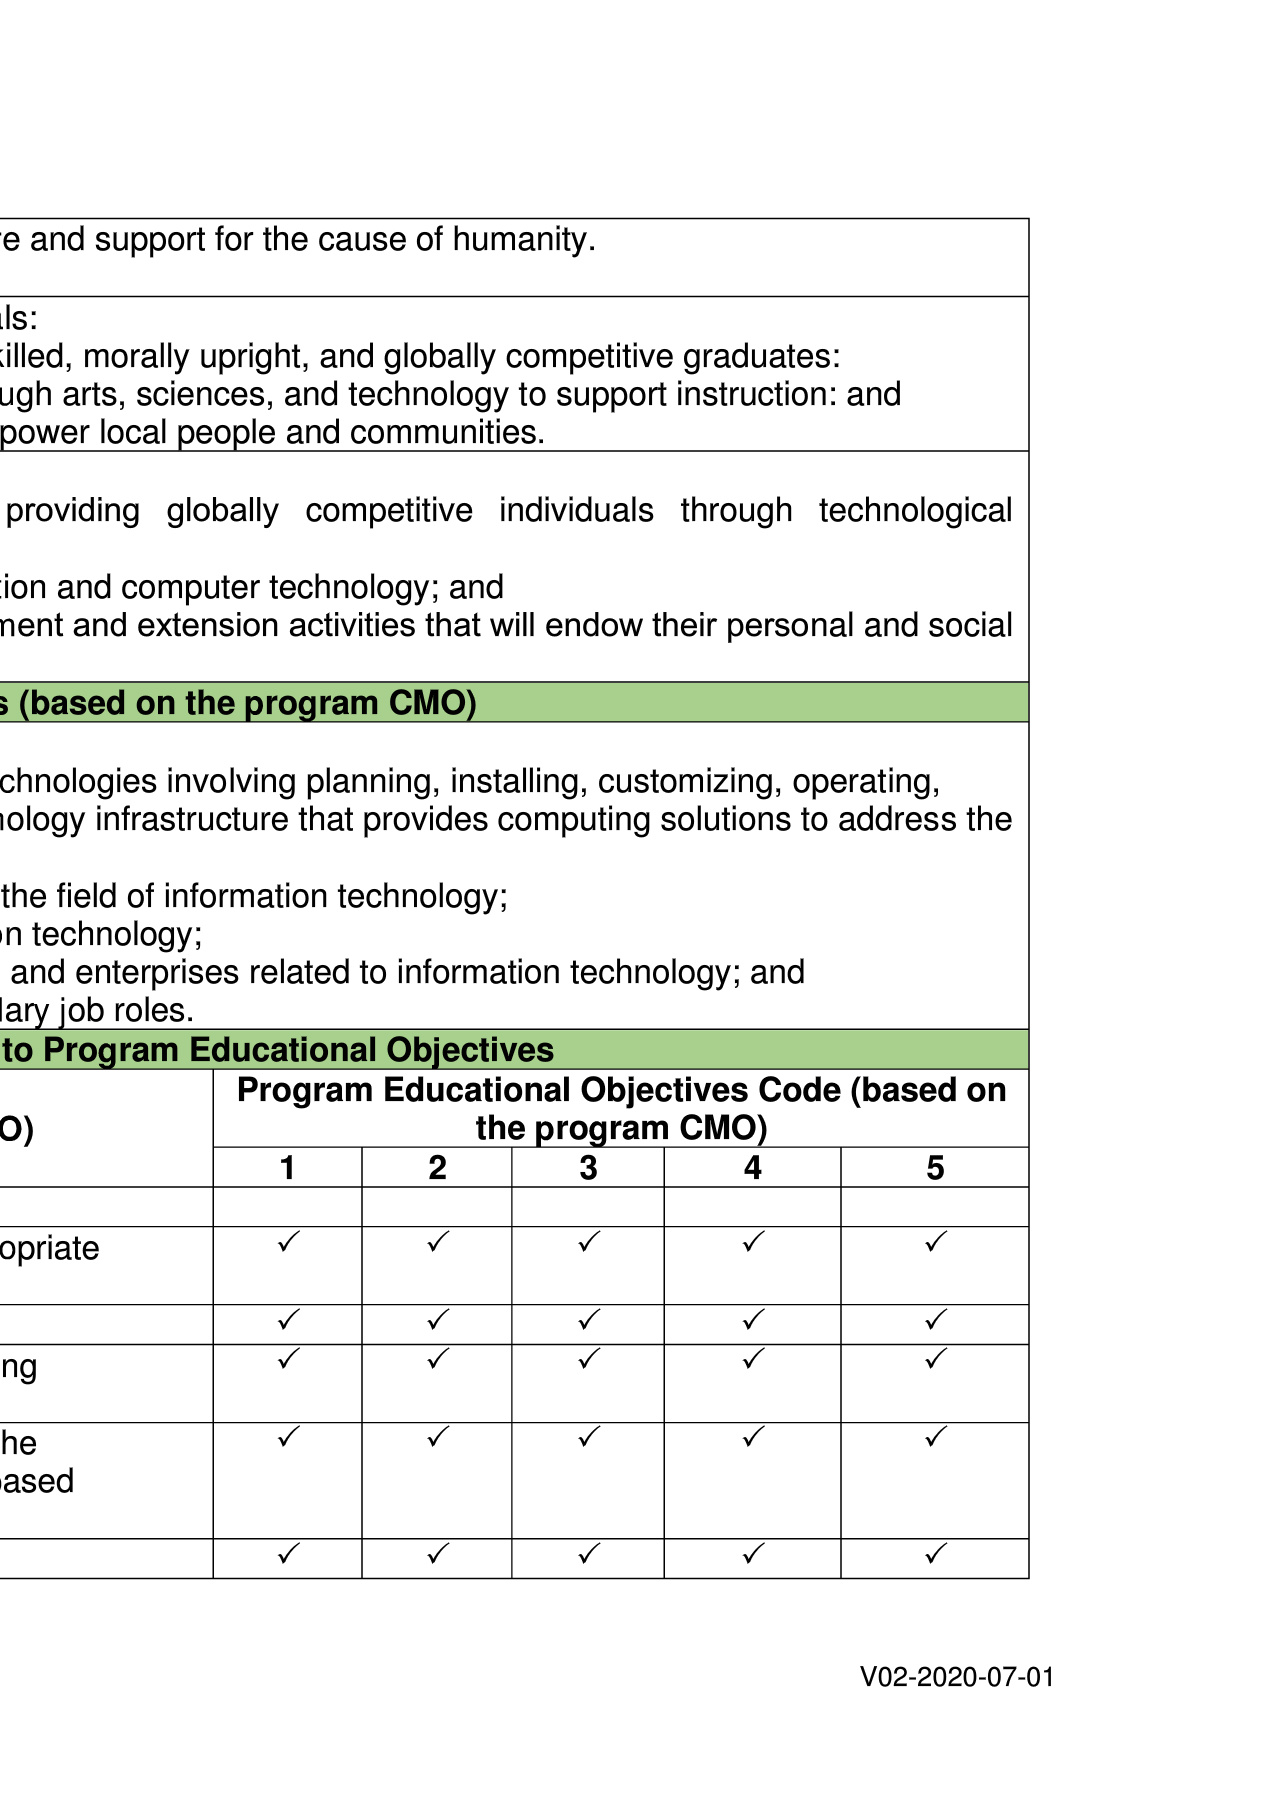 re and support for the cause of humanity.
als:
killed, morally upright, and globally competitive graduates:
ugh arts, sciences, and technology to support instruction: and
power local people and communities.
providing globally competitive individuals through technological
tion and computer technology; and
ment and extension activities that will endow their personal and social
s (based on the program CMO)
chnologies involving planning, installing, customizing, operating,
nology infrastructure that provides computing solutions to address the
the field of information technology;
on technology;
and enterprises related to information technology; and
dary job roles.
to Program Educational Objectives
O)
Program Educational Objectives Code (based on
the program CMO)
1 2 3 4 5
opriate ✓ ✓ ✓ ✓ ✓
✓ ✓ ✓ ✓ ✓
ng ✓ ✓ ✓ ✓ ✓
he ✓ ✓ ✓ ✓ ✓
based
✓ ✓ ✓ ✓ ✓
V02-2020-07-01